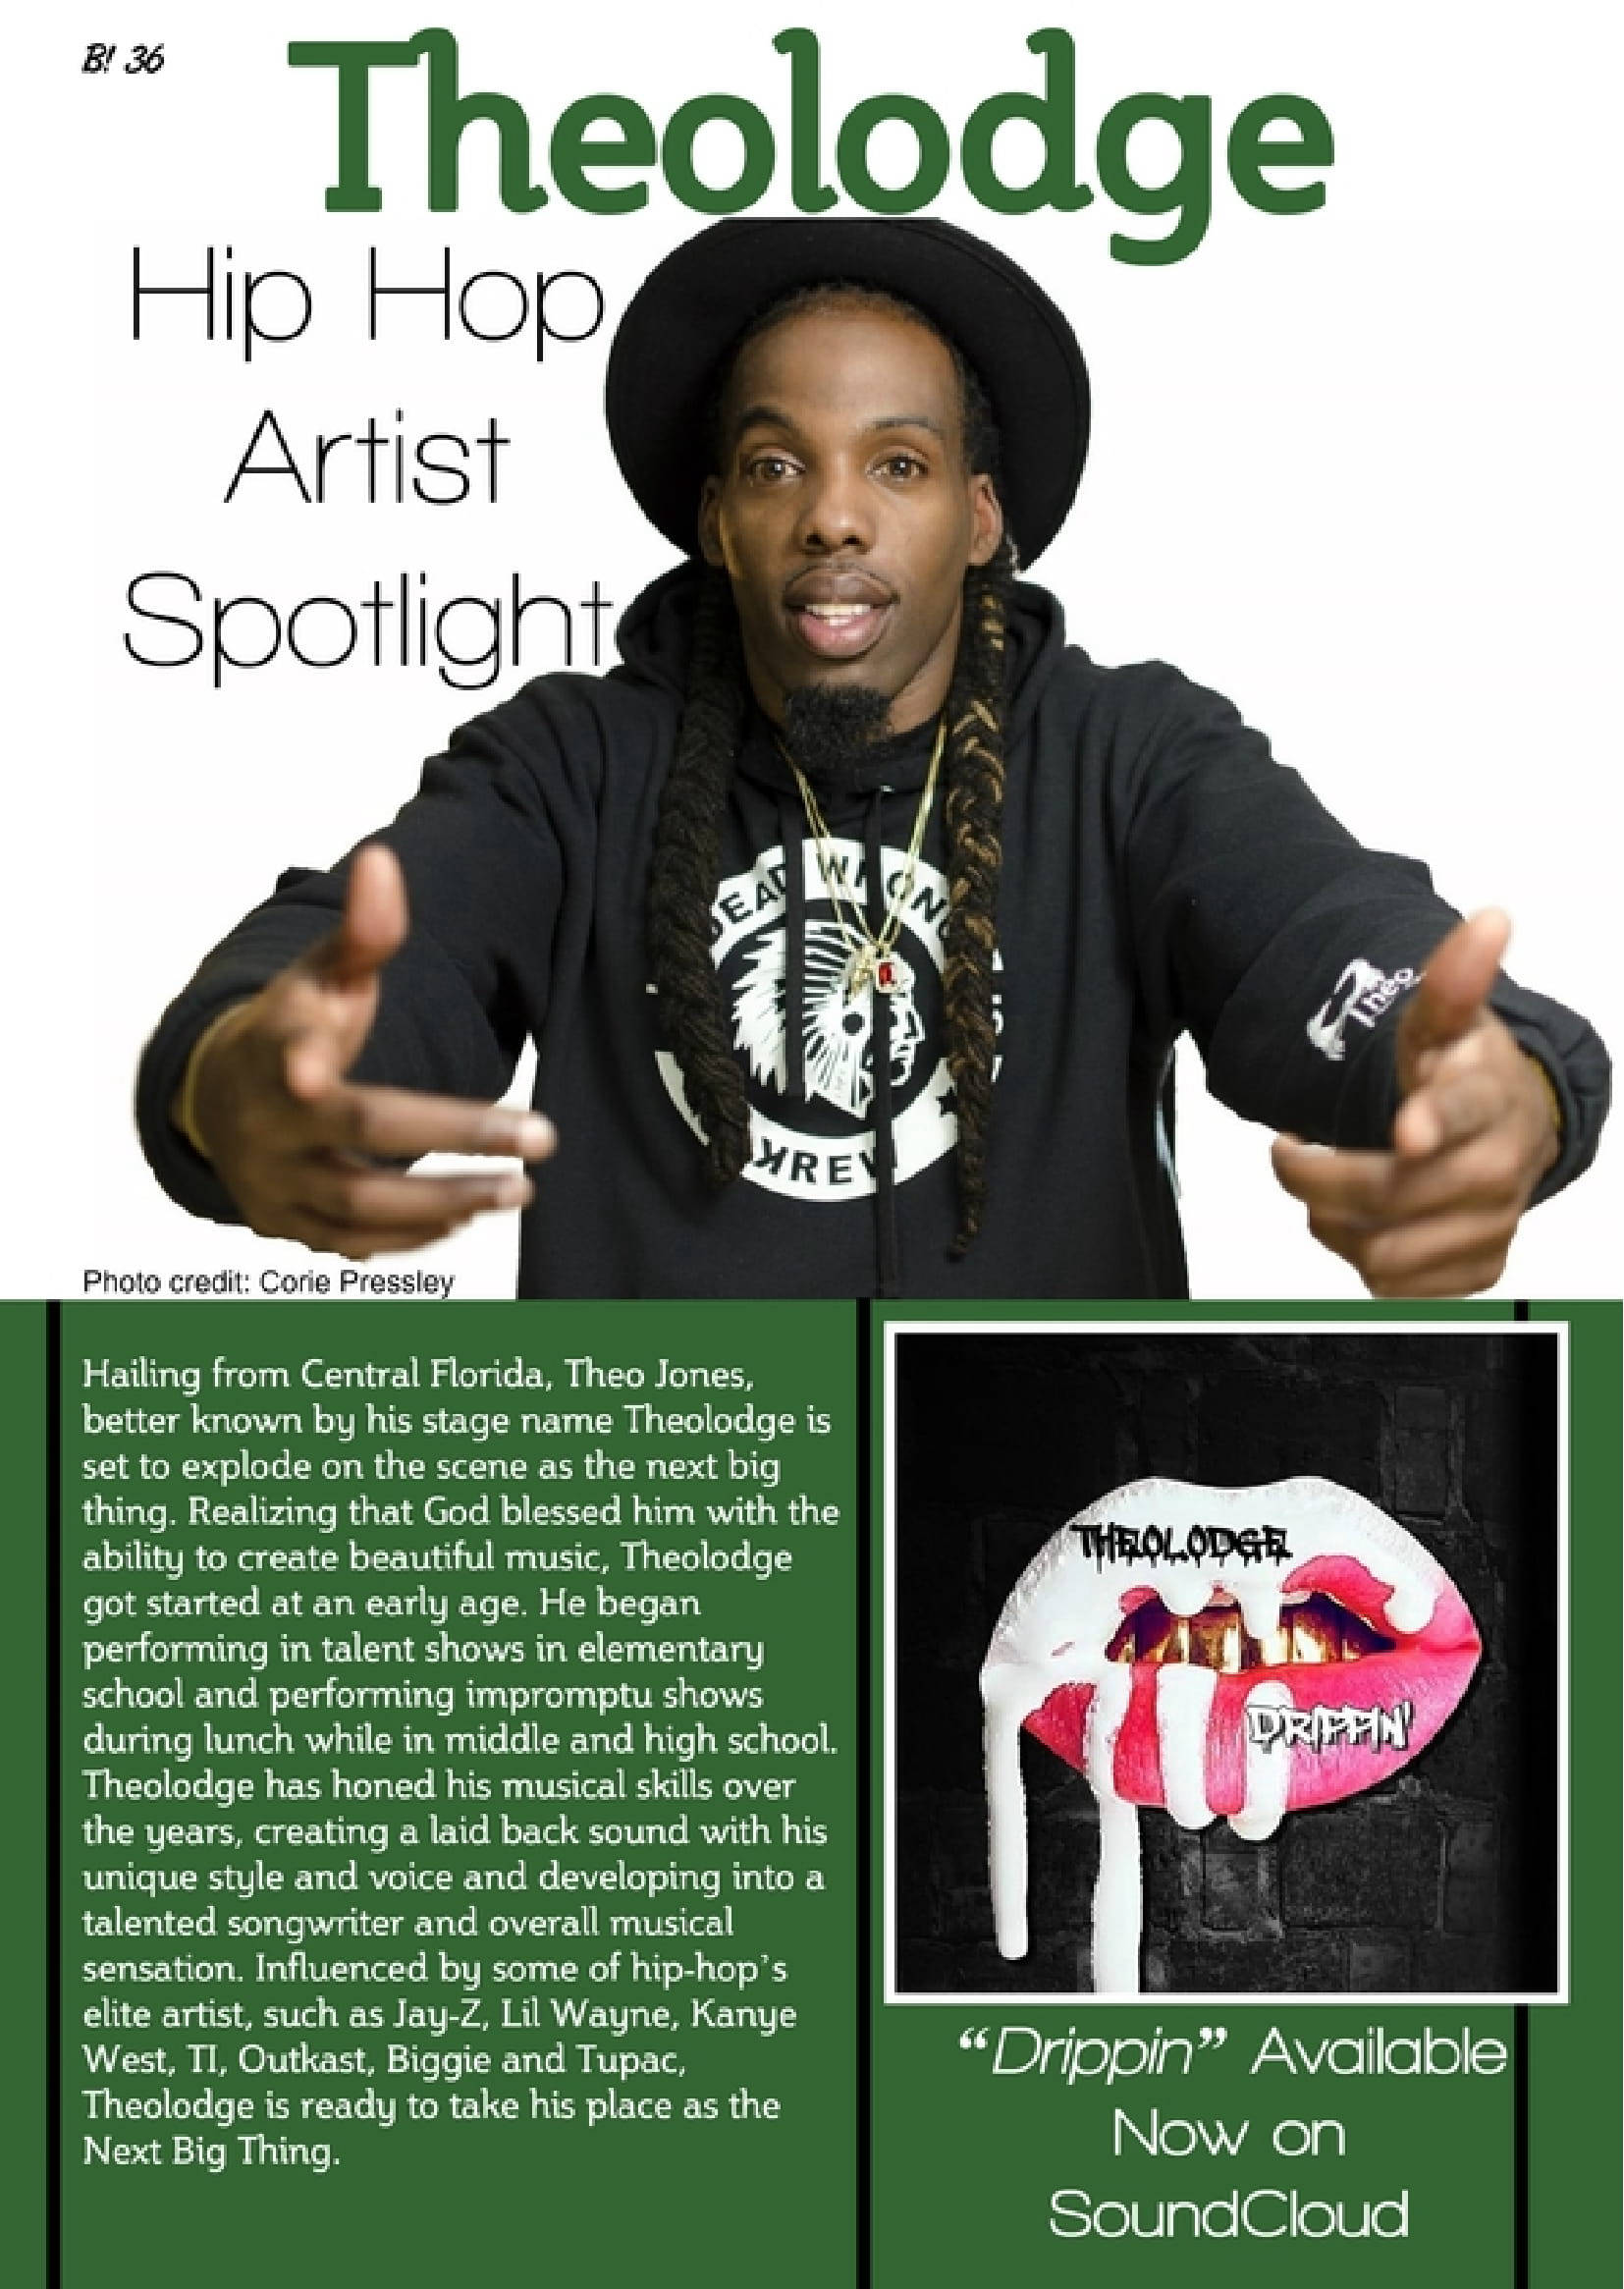 B! 36
Theolodge
Hip Hop
Artist
Spotlight
DEAD WRONG
KREW
Theo
Photo credit: Corie Pressley
Hailing from Central Florida, Theo Jones,
better known by his stage name Theolodge is
set to explode on the scene as the next big
thing. Realizing that God blessed him with the
ability to create beautiful music, Theolodge
got started at an early age. He began
performing in talent shows in elementary
school and performing impromptu shows
during lunch while in middle and high school.
Theolodge has honed his musical skills over
the years, creating a laid back sound with his
unique style and voice and developing into a
talented songwriter and overall musical
sensation. Influenced by some of hip-hop's
elite artist, such as Jay-Z, Lil Wayne, Kanye
West, TI, Outkast, Biggie and Tupac,
Theolodge is ready to take his place as the
Next Big Thing.
THEOLODGE
DRIPPIN'
“Drippin” Available
Now on
SoundCloud